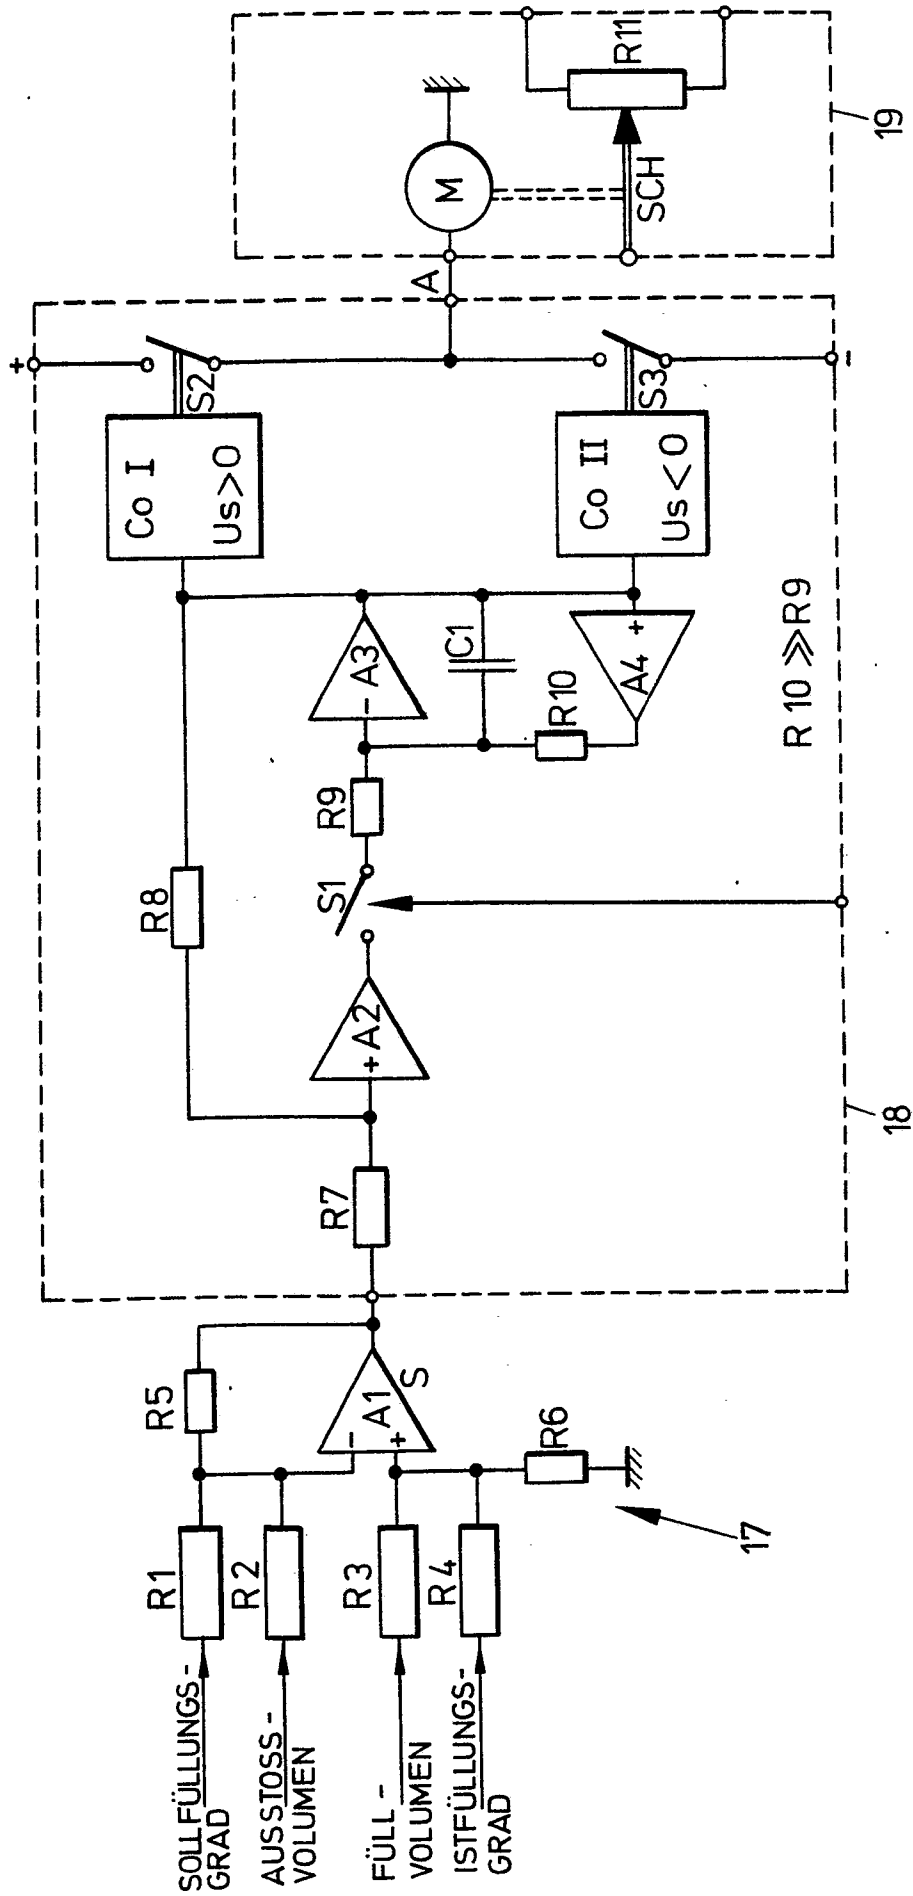 SOLLFÜLLUNGS-
GRAD
AUSSTOSS-
VOLUMEN
FÜLL-
VOLUMEN
ISTFÜLLUNGS-
GRAD
R1
R2
R3
R4
R5
R6
-
+
A1
S
17
R7
R8
+
A2
S1
R9
-
A3
C1
R10
A4
+
R10 ≫ R9
Co I
Us>0
Co II
Us<0
S2
S3
+
-
A
18
M
SCH
R11
19